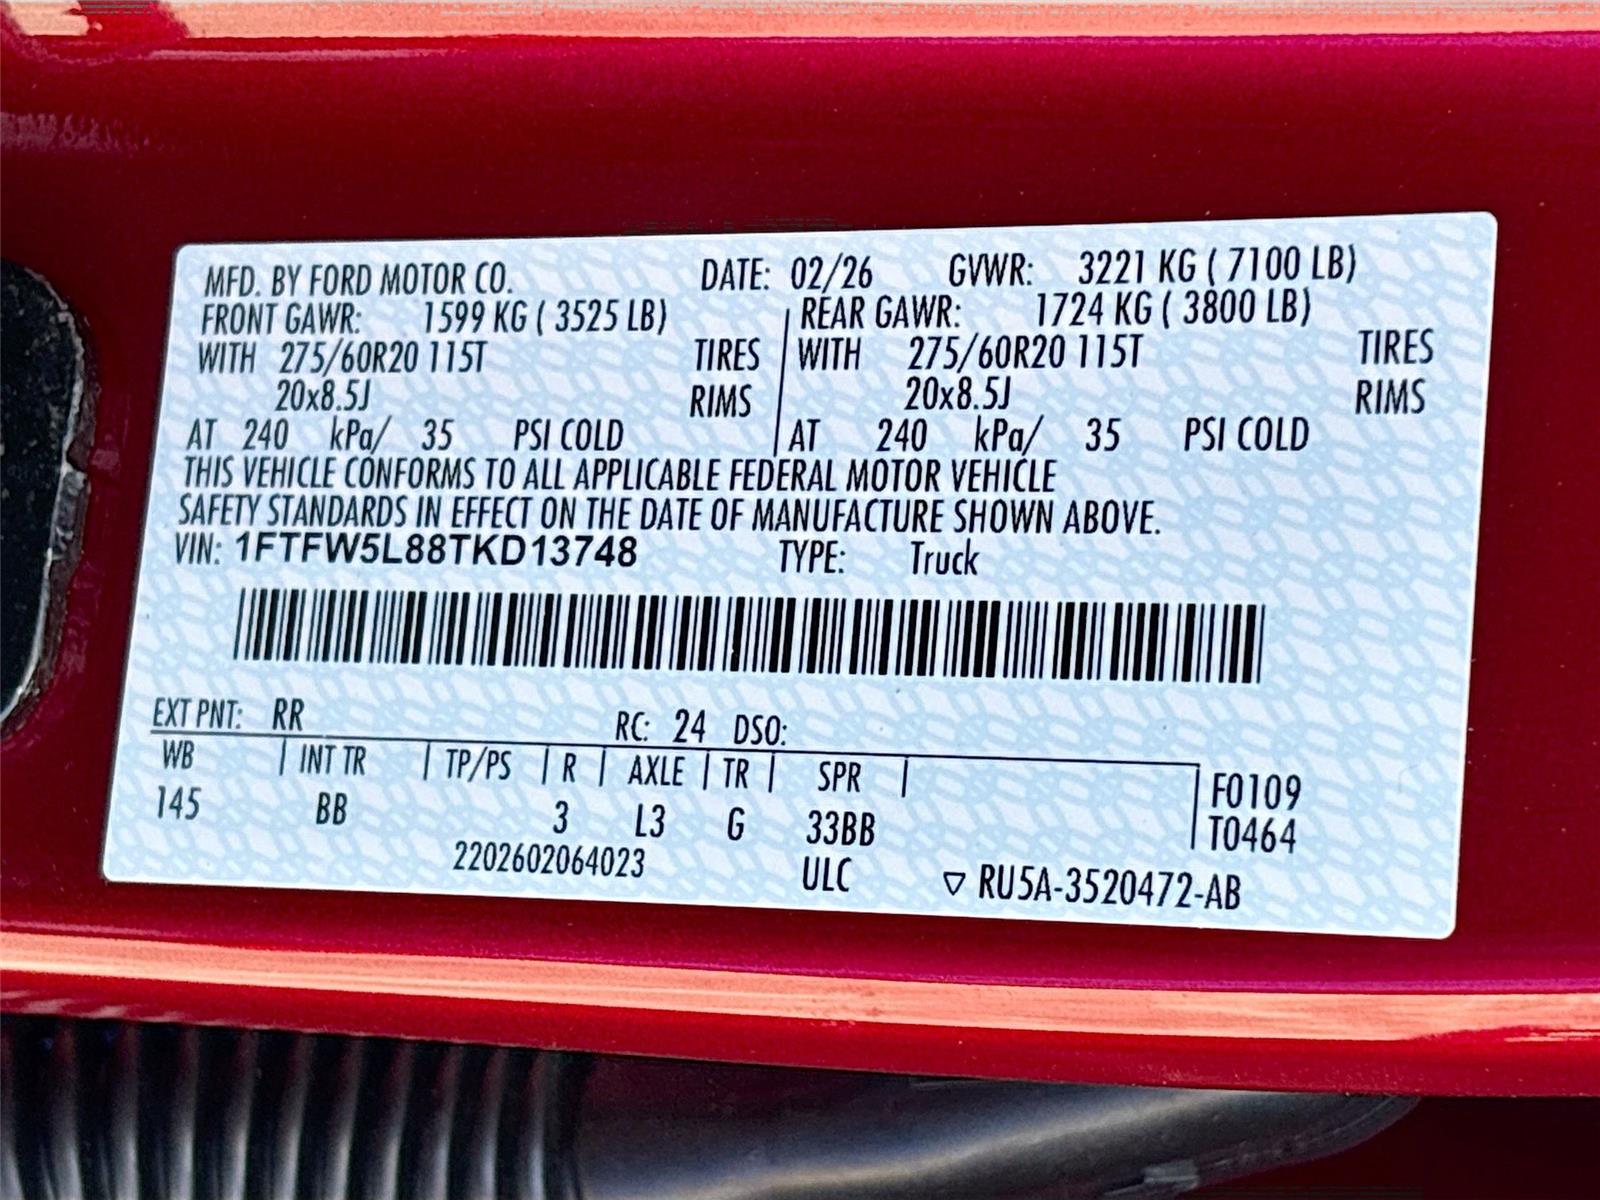 MFD. BY FORD MOTOR CO. DATE: 02/26 GVWR: 3221 KG ( 7100 LB)
FRONT GAWR: 1599 KG ( 3525 LB) REAR GAWR: 1724 KG ( 3800 LB)
WITH 275/60R20 115T TIRES WITH 275/60R20 115T TIRES
20x8.5J RIMS 20x8.5J RIMS
AT 240 kPa/ 35 PSI COLD AT 240 kPa/ 35 PSI COLD
THIS VEHICLE CONFORMS TO ALL APPLICABLE FEDERAL MOTOR VEHICLE
SAFETY STANDARDS IN EFFECT ON THE DATE OF MANUFACTURE SHOWN ABOVE.
VIN: 1FTFW5L88TKD13748 TYPE: Truck
EXT PNT: RR RC: 24 DSO:
WB INT TR TP/PS R AXLE TR SPR F0109
145 BB 3 L3 G 33BB T0464
2202602064023 ULC ▽ RU5A-3520472-AB